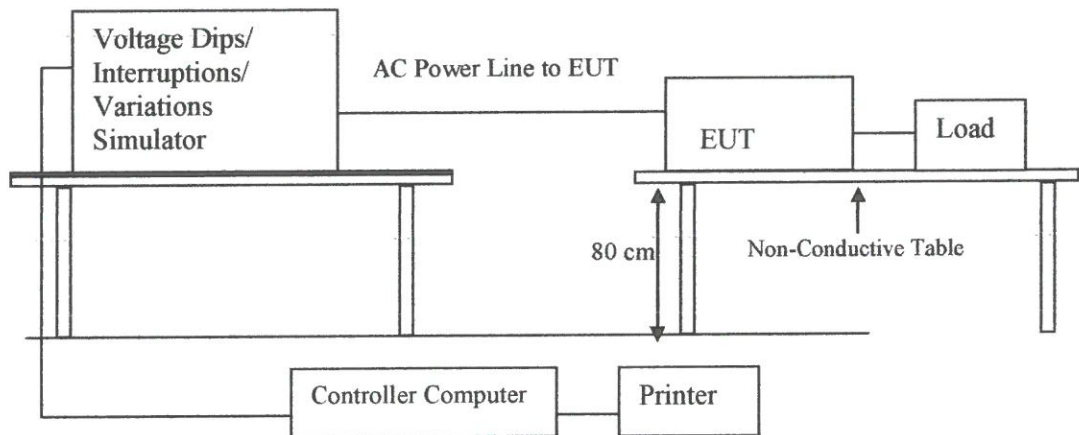 Voltage Dips/
Interruptions/
Variations
Simulator
AC Power Line to EUT
EUT
Load
80 cm
Non-Conductive Table
Controller Computer
Printer